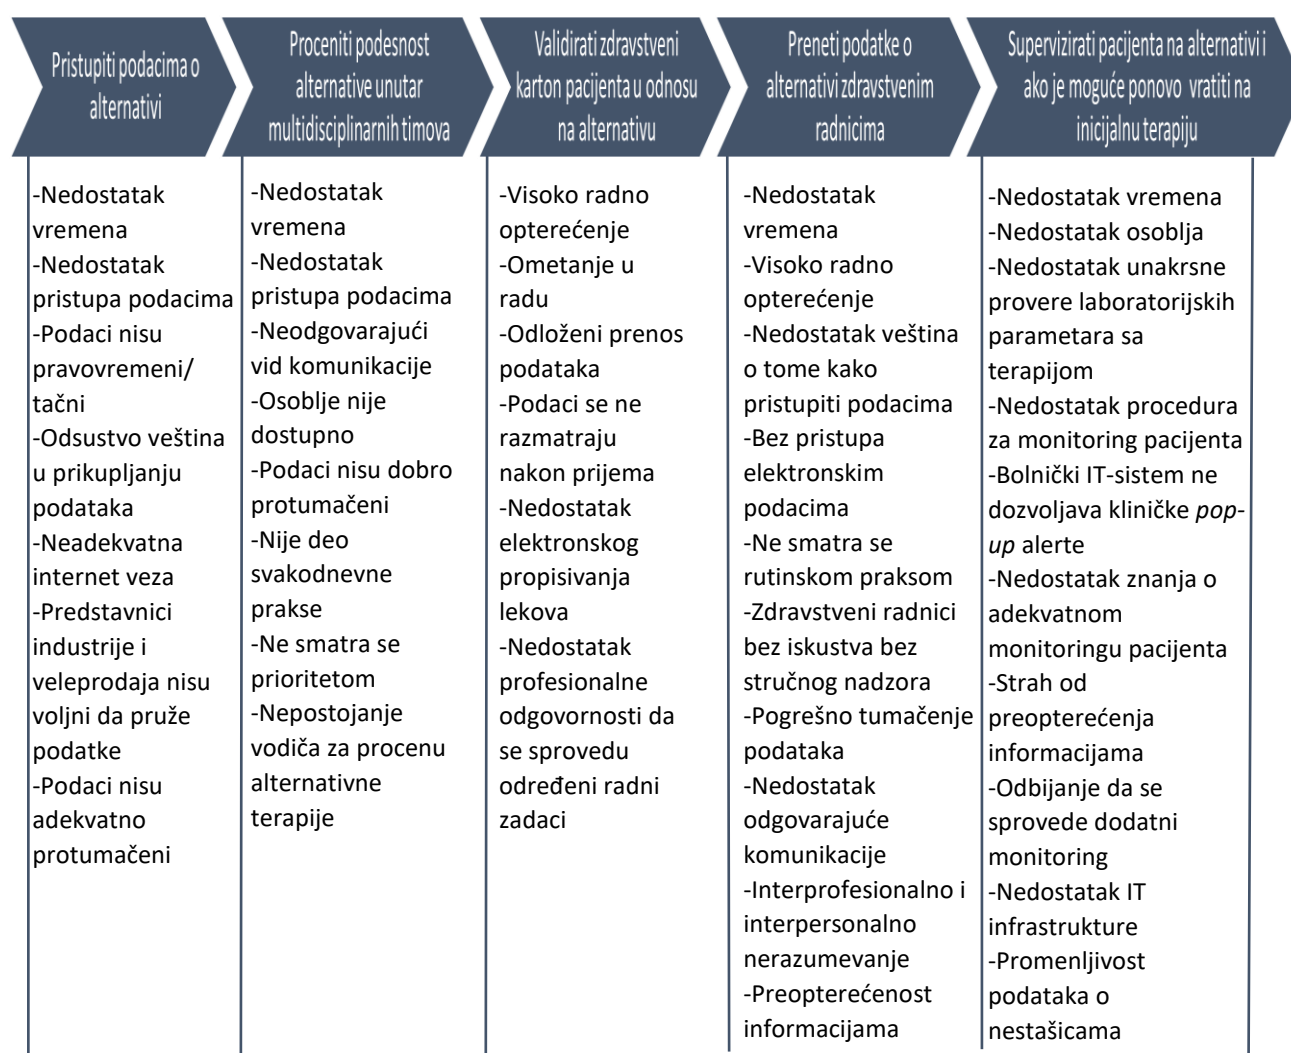 Pristupiti podacima o
alternativi
Proceniti podesnost
alternative unutar
multidisciplinarnih timova
Validirati zdravstveni
karton pacijenta u odnosu
na alternativu
Preneti podatke o
alternativi zdravstvenim
radnicima
Supervizirati pacijenta na alternativi i
ako je moguće ponovo vratiti na
inicijalnu terapiju
-Nedostatak
vremena
-Nedostatak
pristupa podacima
-Podaci nisu
pravovremeni/
tačni
-Odsustvo veština
u prikupljanju
podataka
-Neadekvatna
internet veza
-Predstavnici
industrije i
veleprodaja nisu
voljni da pruže
podatke
-Podaci nisu
adekvatno
protumačeni
-Nedostatak
vremena
-Nedostatak
pristupa podacima
-Neodgovarajući
vid komunikacije
-Osoblje nije
dostupno
-Podaci nisu dobro
protumačeni
-Nije deo
svakodnevne
prakse
-Ne smatra se
prioritetom
-Nepostojanje
vodiča za procenu
alternativne
terapije
-Visoko radno
opterećenje
-Ometanje u
radu
-Odloženi prenos
podataka
-Podaci se ne
razmatraju
nakon prijema
-Nedostatak
elektronskog
propisivanja
lekova
-Nedostatak
profesionalne
odgovornosti da
se sprovedu
određeni radni
zadaci
-Nedostatak
vremena
-Visoko radno
opterećenje
-Nedostatak veština
o tome kako
pristupiti podacima
-Bez pristupa
elektronskim
podacima
-Ne smatra se
rutinskom praksom
-Zdravstveni radnici
bez iskustva bez
stručnog nadzora
-Pogrešno tumačenje
podataka
-Nedostatak
odgovarajuće
komunikacije
-Interprofesionalno i
interpersonalno
nerazumevanje
-Preopterećenost
informacijama
-Nedostatak vremena
-Nedostatak osoblja
-Nedostatak unakrsne
provere laboratorijskih
parametara sa
terapijom
-Nedostatak procedura
za monitoring pacijenta
-Bolnički IT-sistem ne
dozvoljava kliničke pop-
up alerte
-Nedostatak znanja o
adekvatnom
monitoringu pacijenta
-Strah od
preopterećenja
informacijama
-Odbijanje da se
sprovede dodatni
monitoring
-Nedostatak IT
infrastrukture
-Promenljivost
podataka o
nestašicama